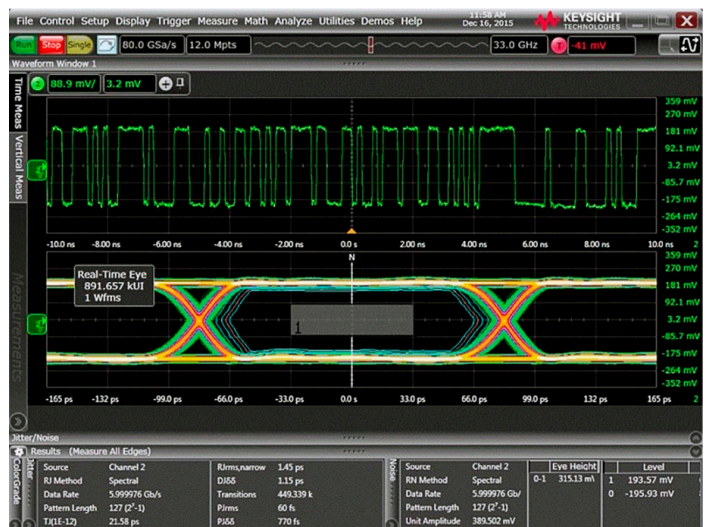 File Control Setup Display Trigger Measure Math Analyze Utilities Demos Help
11:58 AM
Dec 16, 2015
KEYSIGHT
TECHNOLOGIES
Run Stop Single 80.0 GSa/s 12.0 Mpts 33.0 GHz T -41 mV
Waveform Window 1
Time Meas
Vertical Meas
Measurements
88.9 mV/ 3.2 mV
359 mV
270 mV
181 mV
92.1 mV
3.2 mV
-85.7 mV
-175 mV
-264 mV
-352 mV
-10.0 ns -8.00 ns -6.00 ns -4.00 ns -2.00 ns 0.0 s 2.00 ns 4.00 ns 6.00 ns 8.00 ns 10.0 ns 2
N
Real-Time Eye
891.657 kUI
1 Wfms
1
359 mV
270 mV
181 mV
92.1 mV
3.2 mV
-85.7 mV
-175 mV
-264 mV
-352 mV
-165 ps -132 ps -99.0 ps -66.0 ps -33.0 ps 0.0 s 33.0 ps 66.0 ps 99.0 ps 132 ps 165 ps 2
Jitter/Noise
Results (Measure All Edges)
ColorGrade
Jitter
Source Channel 2
RJ Method Spectral
Data Rate 5.999976 Gb/s
Pattern Length 127 (2⁷-1)
TJ(1E-12) 21.58 ps
RJrms,narrow 1.45 ps
DJδδ 1.15 ps
Transitions 449.339 k
PJrms 60 fs
PJδδ 770 fs
Noise
Source Channel 2
RN Method Spectral
Data Rate 5.999976 Gb/s
Pattern Length 127 (2⁷-1)
Unit Amplitude 389.502 mV
Eye Height
0-1 315.13 m\
Level
1 193.57 mV
0 -195.93 mV